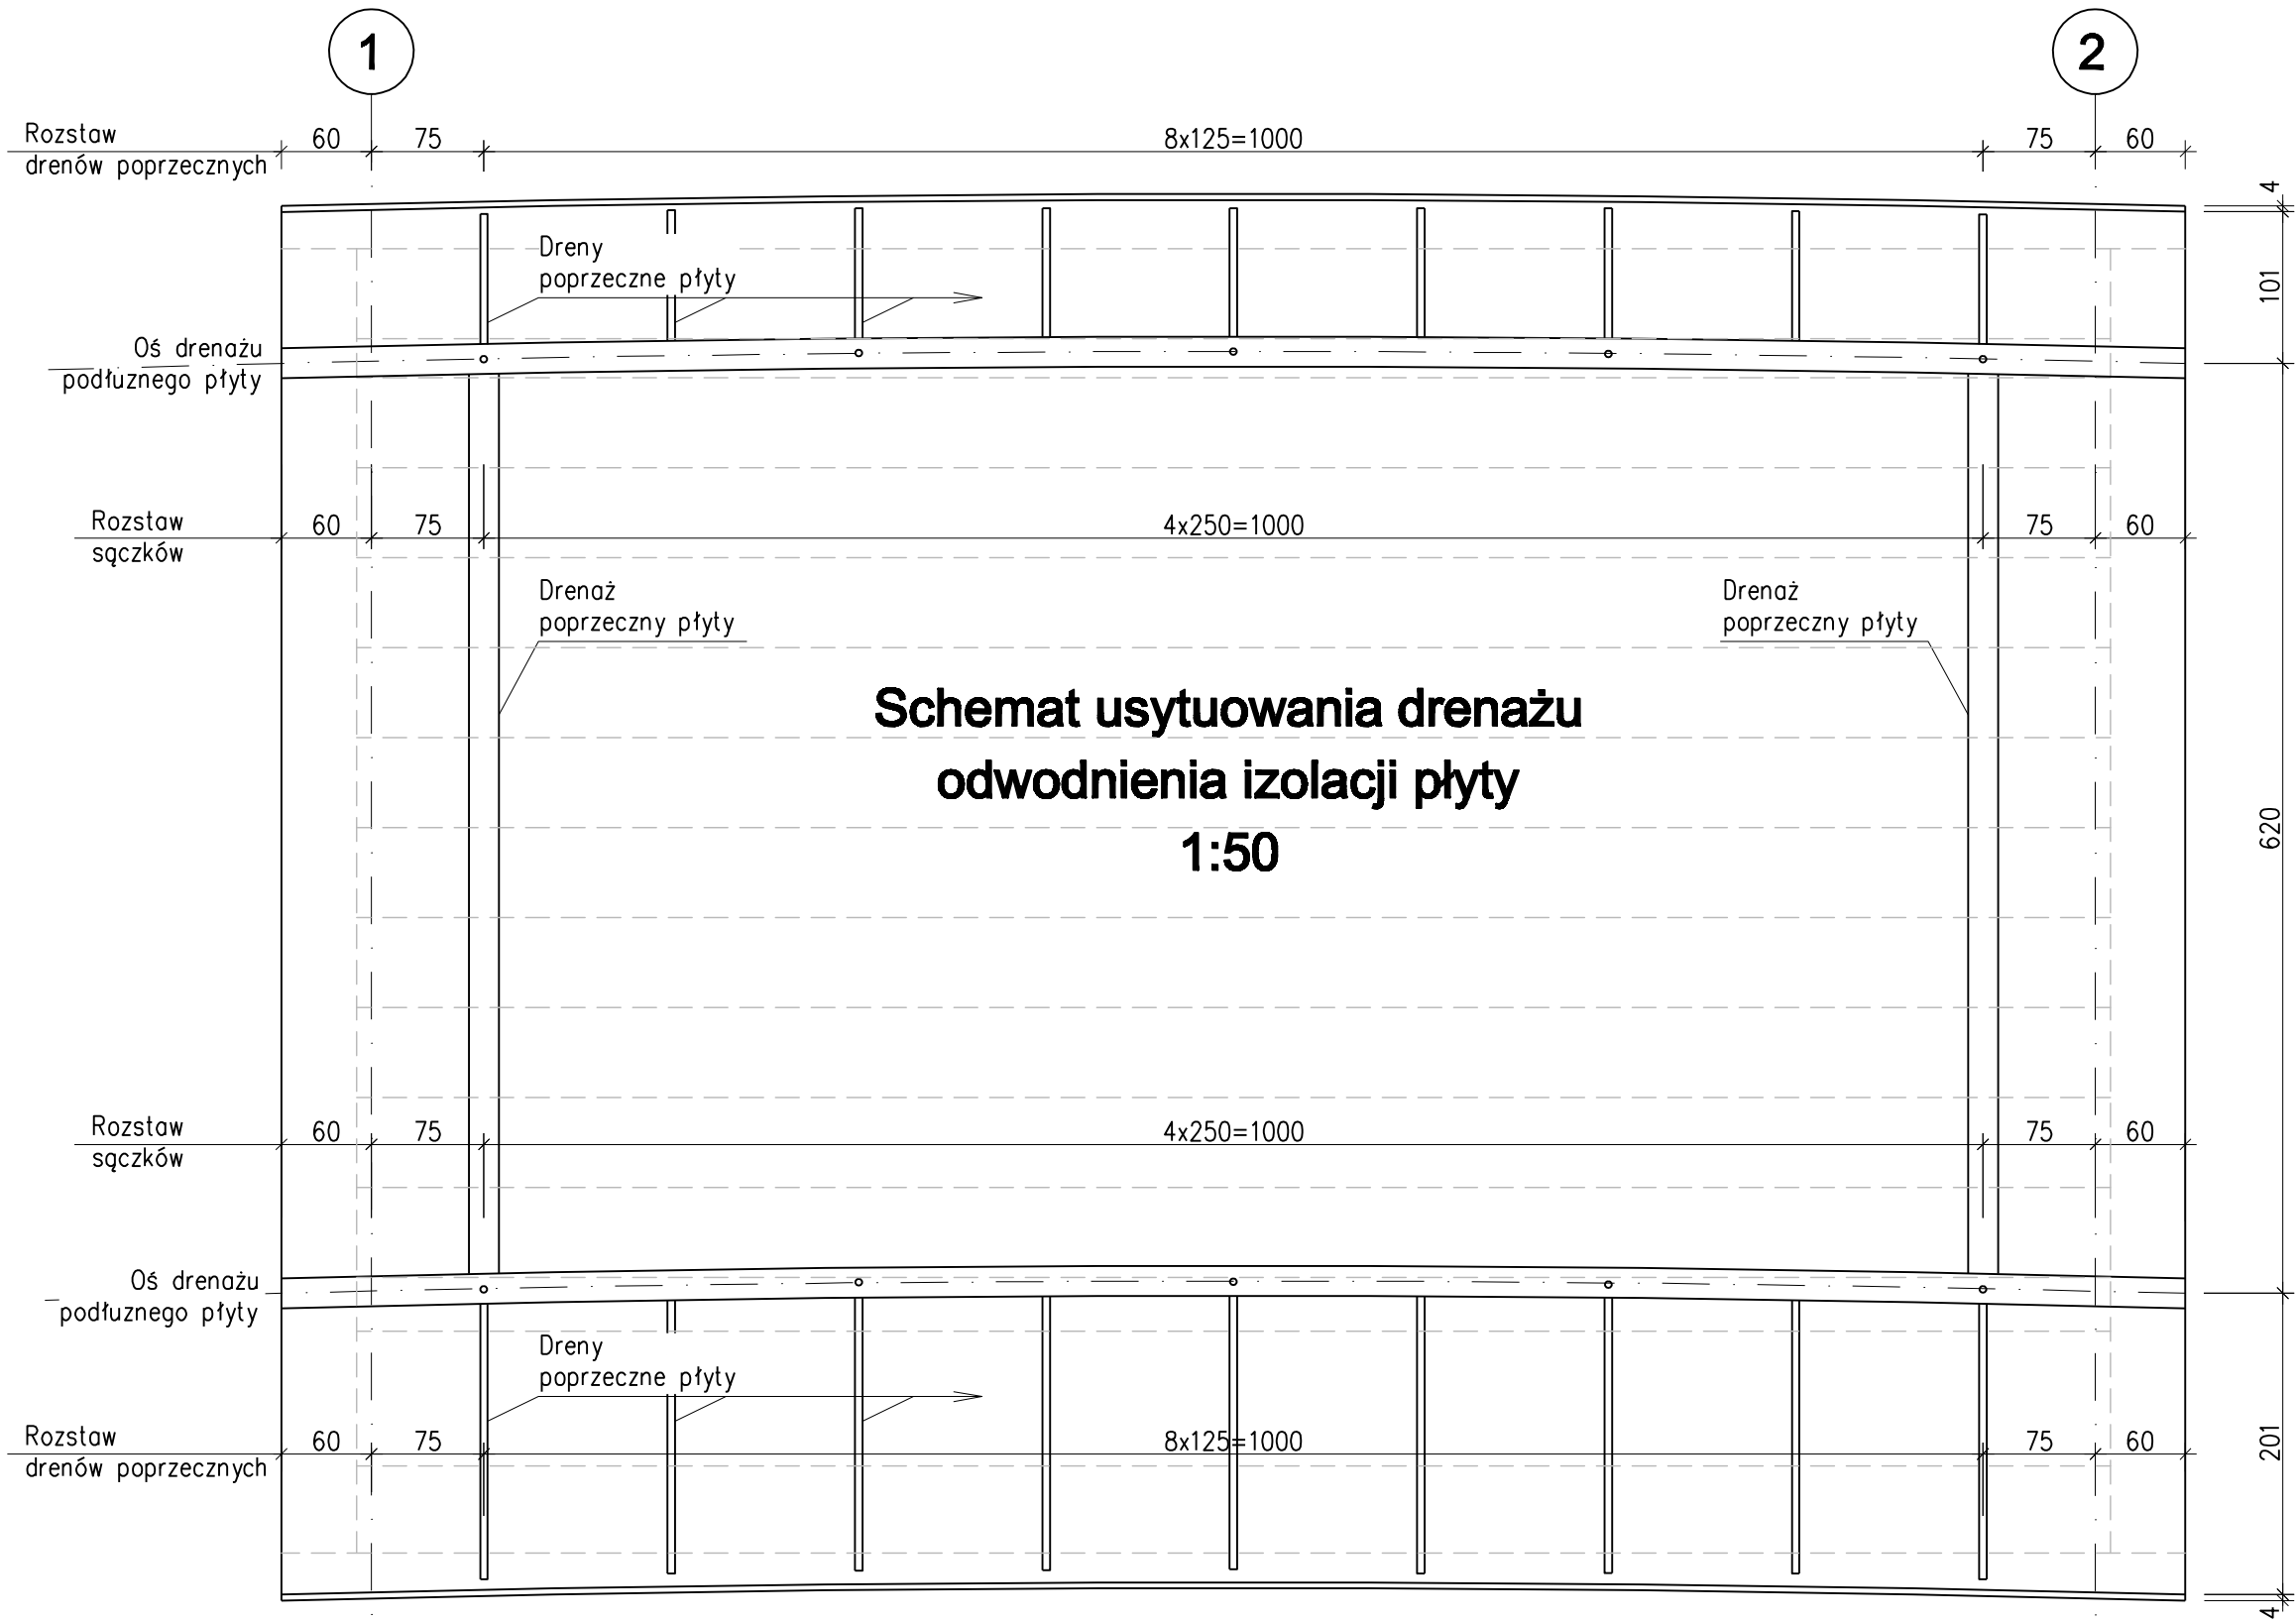 1
2
Rozstaw
drenów poprzecznych
60
75
8x125=1000
75
60
4
Dreny
poprzeczne płyty
101
Oś drenażu
podłuznego płyty
Rozstaw
sączków
60
75
4x250=1000
75
60
Drenaż
poprzeczny płyty
Drenaż
poprzeczny płyty
Schemat usytuowania drenażu
odwodnienia izolacji płyty
1:50
620
Rozstaw
sączków
60
75
4x250=1000
75
60
Oś drenażu
podłuznego płyty
Dreny
poprzeczne płyty
Rozstaw
drenów poprzecznych
60
75
8x125=1000
75
60
201
4